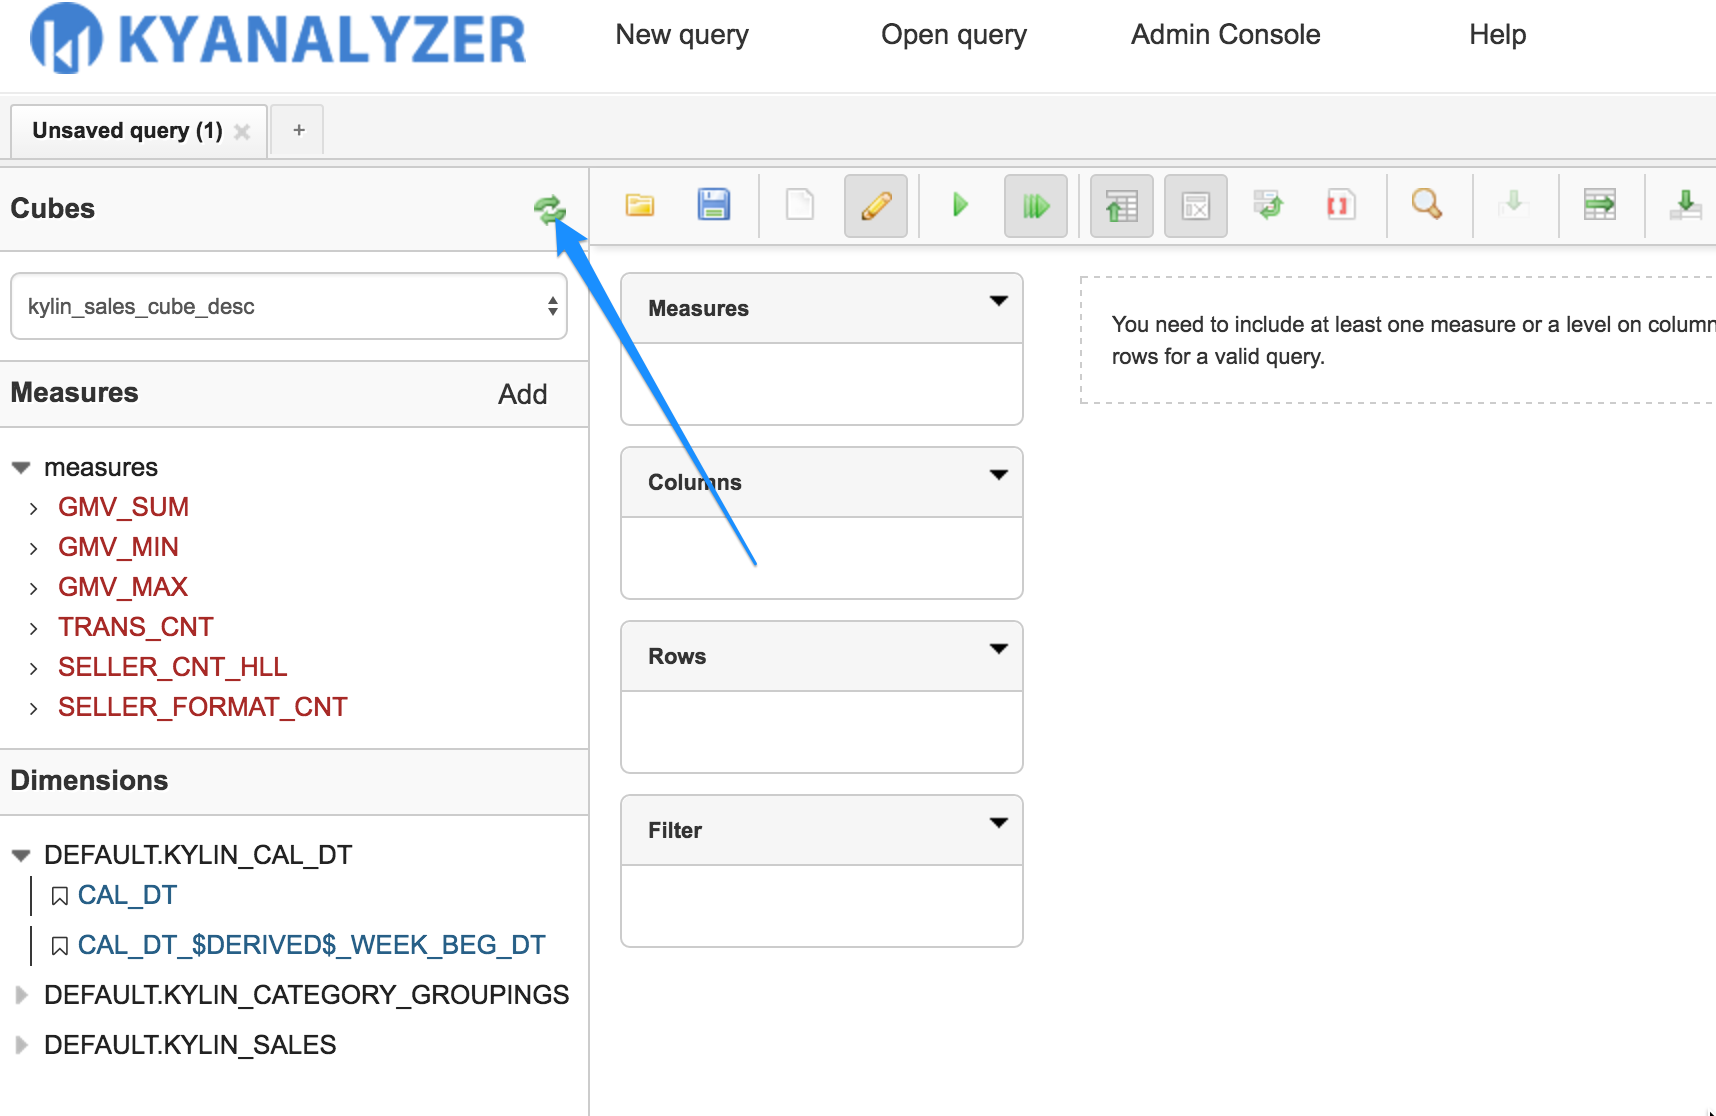 KYANALYZER
New query
Open query
Admin Console
Help
Unsaved query (1)
+
Cubes
kylin_sales_cube_desc
Measures
Add
measures
GMV_SUM
GMV_MIN
GMV_MAX
TRANS_CNT
SELLER_CNT_HLL
SELLER_FORMAT_CNT
Dimensions
DEFAULT.KYLIN_CAL_DT
CAL_DT
CAL_DT_$DERIVED$_WEEK_BEG_DT
DEFAULT.KYLIN_CATEGORY_GROUPINGS
DEFAULT.KYLIN_SALES
Measures
Columns
Rows
Filter
You need to include at least one measure or a level on column
rows for a valid query.